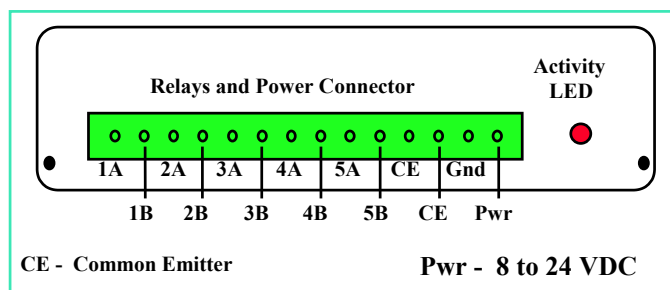 Relays and Power Connector
Activity
LED
1A 2A 3A 4A 5A CE Gnd
1B 2B 3B 4B 5B CE Pwr
CE - Common Emitter
Pwr - 8 to 24 VDC